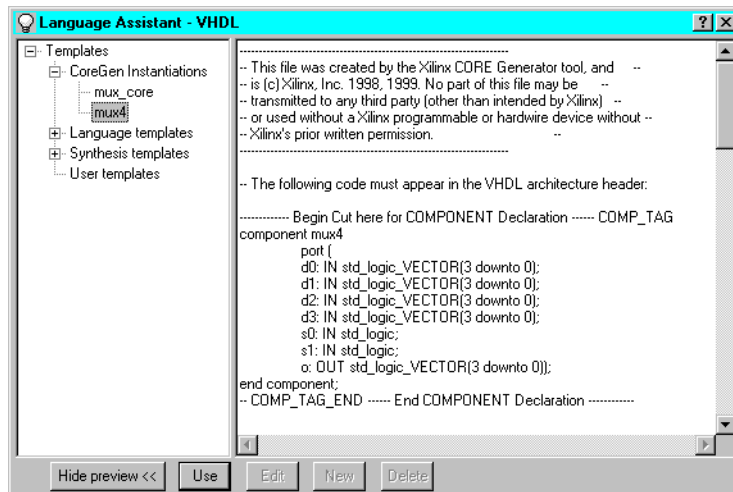 Language Assistant - VHDL
Templates
CoreGen Instantiations
mux_core
mux4
Language templates
Synthesis templates
User templates
----------------------------------------------------------------------
-- This file was created by the Xilinx CORE Generator tool, and --
-- is (c) Xilinx, Inc. 1998, 1999. No part of this file may be --
-- transmitted to any third party (other than intended by Xilinx) --
-- or used without a Xilinx programmable or hardwire device without --
-- Xilinx's prior written permission. --
----------------------------------------------------------------------
-- The following code must appear in the VHDL architecture header:
------------- Begin Cut here for COMPONENT Declaration ------ COMP_TAG
component mux4
port (
d0: IN std_logic_VECTOR(3 downto 0);
d1: IN std_logic_VECTOR(3 downto 0);
d2: IN std_logic_VECTOR(3 downto 0);
d3: IN std_logic_VECTOR(3 downto 0);
s0: IN std_logic;
s1: IN std_logic;
o: OUT std_logic_VECTOR(3 downto 0));
end component;
-- COMP_TAG_END ------ End COMPONENT Declaration ------------
Hide preview << Use Edit New Delete